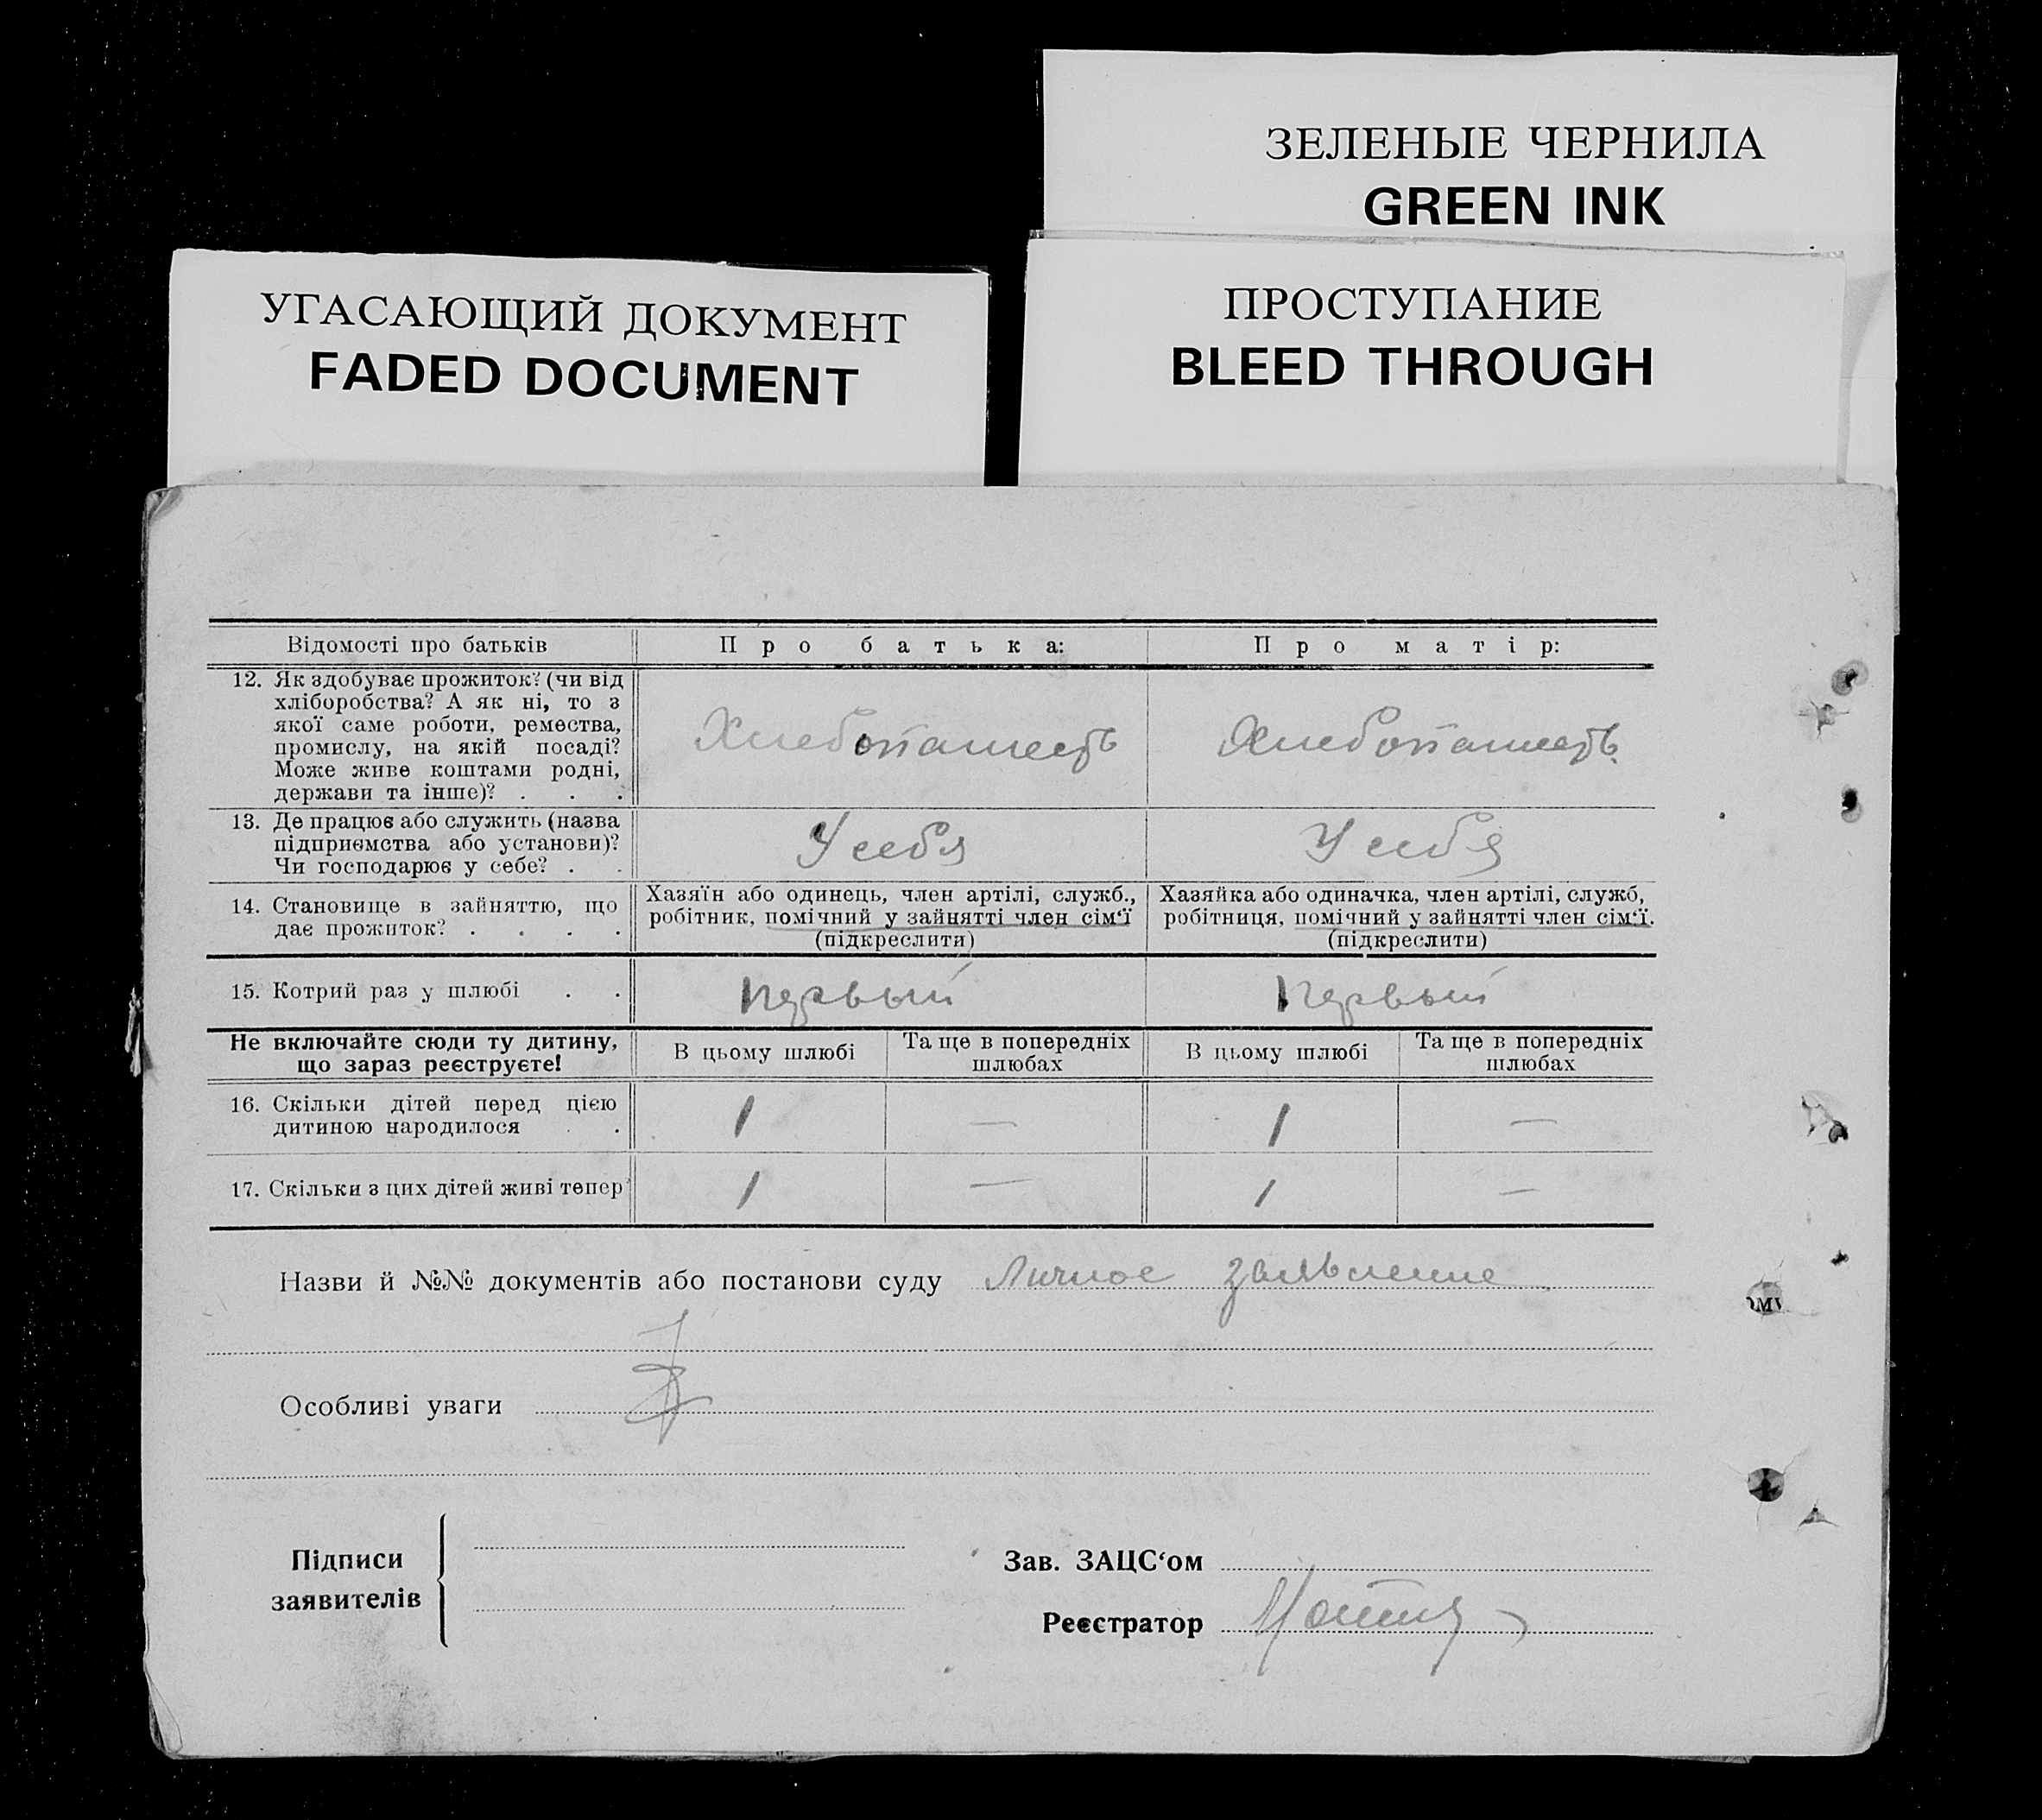 ЗЕЛЕНЫЕ ЧЕРНИЛА
GREEN INK
УГАСАЮЩИЙ ДОКУМЕНТ
FADED DOCUMENT
ПРОСТУПАНИЕ
BLEED THROUGH
Відомості про батьків
Про батька:
Про матір:
12. Як здобуває прожиток? (чи від
хліборобства? А як ні, то з
якої саме роботи, ремества,
промислу, на якій посаді?
Може живе коштами родні,
держави та інше)? . . .
Хлебопашест
Хлебопашест
13. Де працює або служить (назва
підприємства або установи)?
Чи господарює у себе? . .
У себя
У себя
14. Становище в зайняттю, що
дає прожиток? . . . .
Хазяїн або одинець, член артілі, служб.,
робітник, помічний у зайнятті член сім‘ї
(підкреслити)
Хазяйка або одиначка, член артілі, служб,
робітниця, помічний у зайнятті член сім‘ї.
(підкреслити)
15. Котрий раз у шлюбі . .
первый
первый
Не включайте сюди ту дитину,
що зараз реєструєте!
В цьому шлюбі
Та ще в попередніх
шлюбах
В цьому шлюбі
Та ще в попередніх
шлюбах
16. Скільки дітей перед цією
дитиною народилося . .
1
—
1
—
17. Скільки з цих дітей живі тепер
1
—
1
—
Назви й №№ документів або постанови суду Личное заявление
Особливі уваги
Підписи
заявителів
Зав. ЗАЦС‘ом
Реєстратор